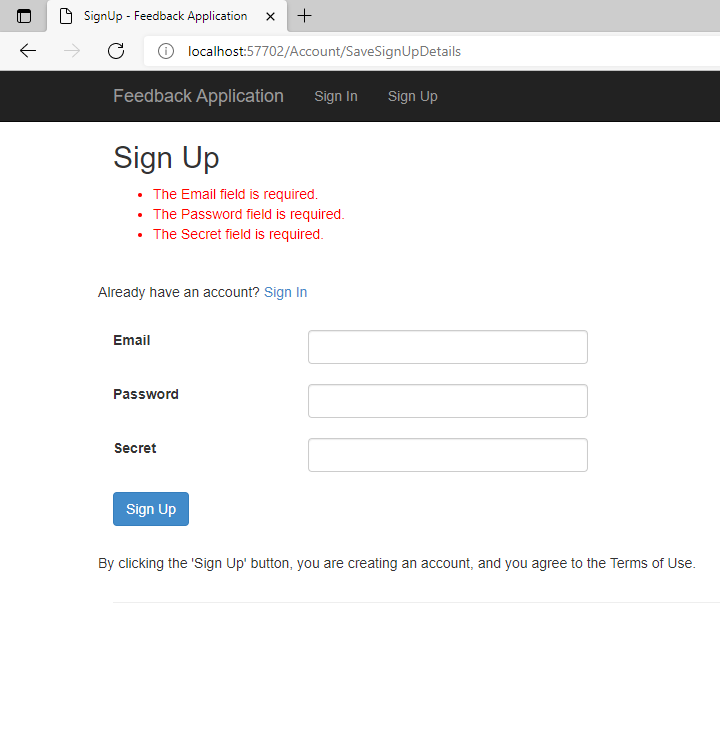 SignUp - Feedback Application
localhost:57702/Account/SaveSignUpDetails
Feedback Application Sign In Sign Up
Sign Up
The Email field is required.
The Password field is required.
The Secret field is required.
Already have an account? Sign In
Email
Password
Secret
Sign Up
By clicking the 'Sign Up' button, you are creating an account, and you agree to the Terms of Use.